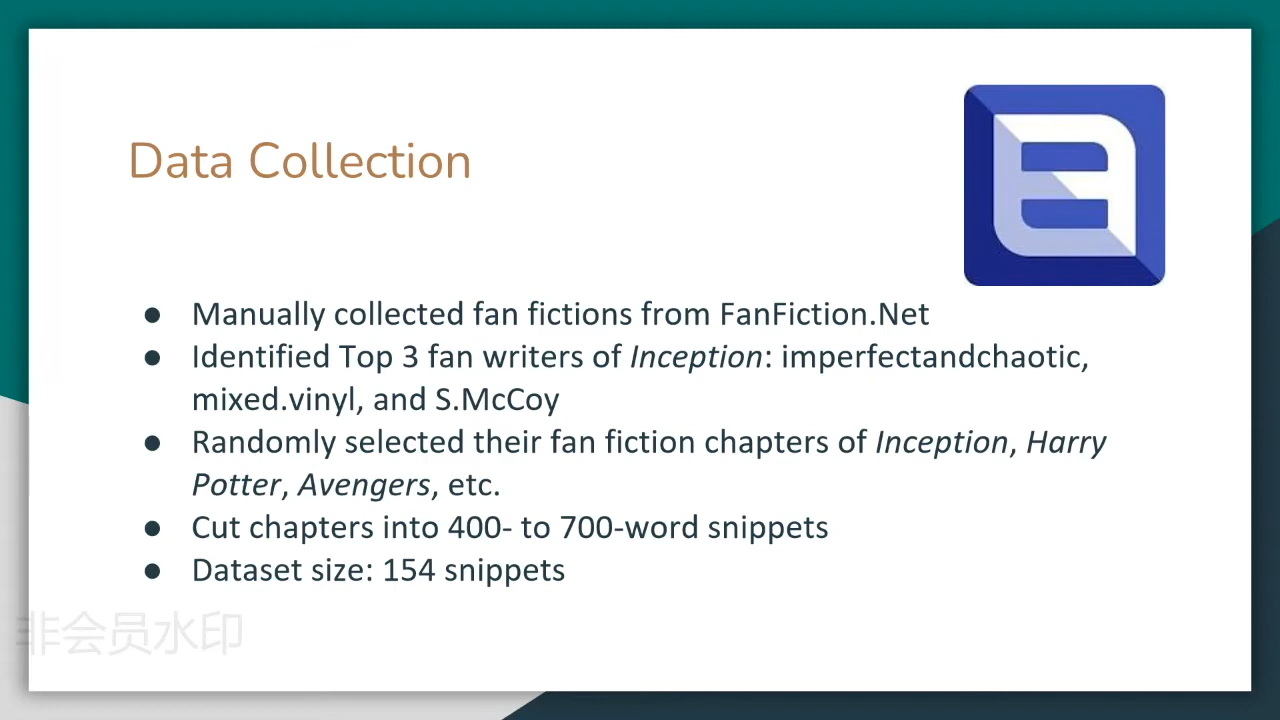 Data Collection
● Manually collected fan fictions from FanFiction.Net
● Identified Top 3 fan writers of Inception: imperfectandchaotic,
mixed.vinyl, and S.McCoy
● Randomly selected their fan fiction chapters of Inception, Harry
Potter, Avengers, etc.
● Cut chapters into 400- to 700-word snippets
● Dataset size: 154 snippets
非会员水印